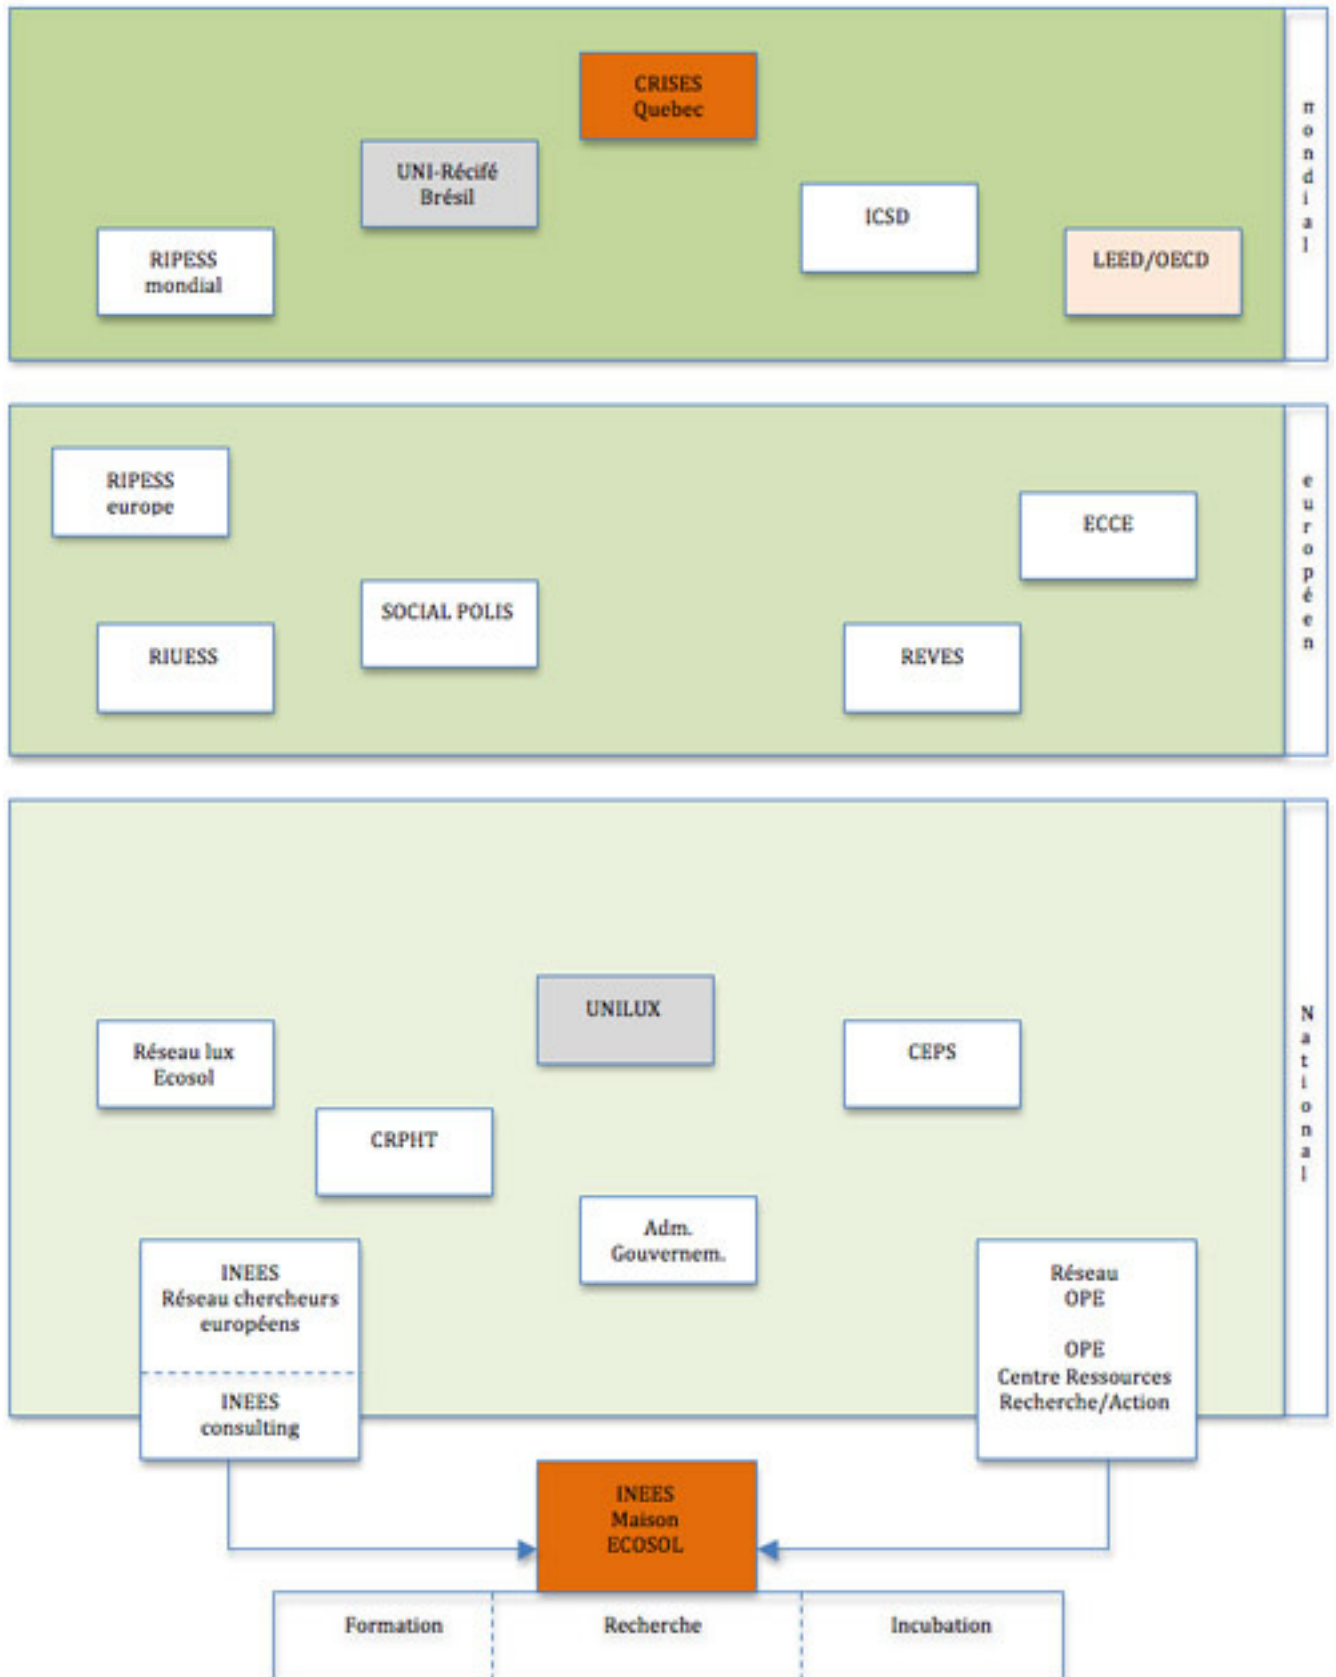 CRISES
Quebec
UNI-Récifé
Brésil
ICSD
RIPESS
mondial
LEED/OECD
mondial
RIPESS
europe
ECCE
SOCIAL POLIS
RIUESS
REVES
européen
UNILUX
Réseau lux
Ecosol
CEPS
CRPHT
Adm.
Gouvernem.
INEES
Réseau chercheurs
européens
INEES
consulting
Réseau
OPE
OPE
Centre Ressources
Recherche/Action
National
INEES
Maison
ECOSOL
Formation
Recherche
Incubation